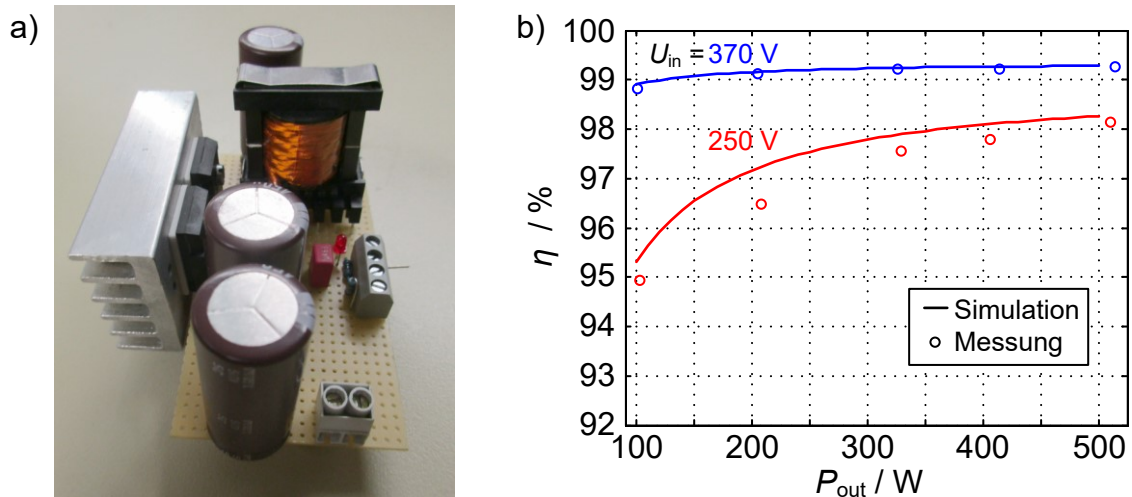 a)
b)
100
99
98
97
96
95
94
93
92
η / %
U_in = 370 V
250 V
Simulation
Messung
100
200
300
400
500
P_out / W